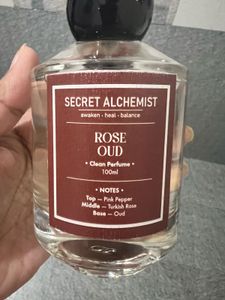 SECRET ALCHEMIST
awaken • heal • balance
ROSE
OUD
• Clean Perfume •
100ml
• NOTES •
Top — Pink Pepper
Middle — Turkish Rose
Base — Oud